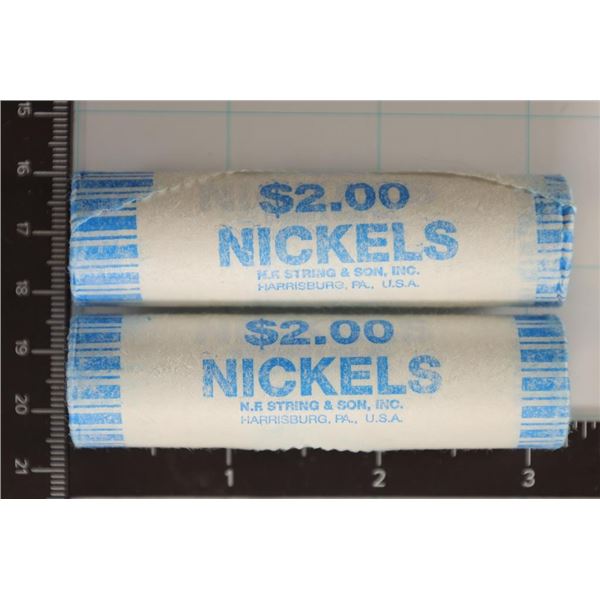 $2.00
NICKELS
N.F. STRING & SON, INC.
HARRISBURG, PA., U.S.A.
$2.00
NICKELS
N.F. STRING & SON, INC.
HARRISBURG, PA., U.S.A.
15
16
17
18
19
20
21
1 2 3